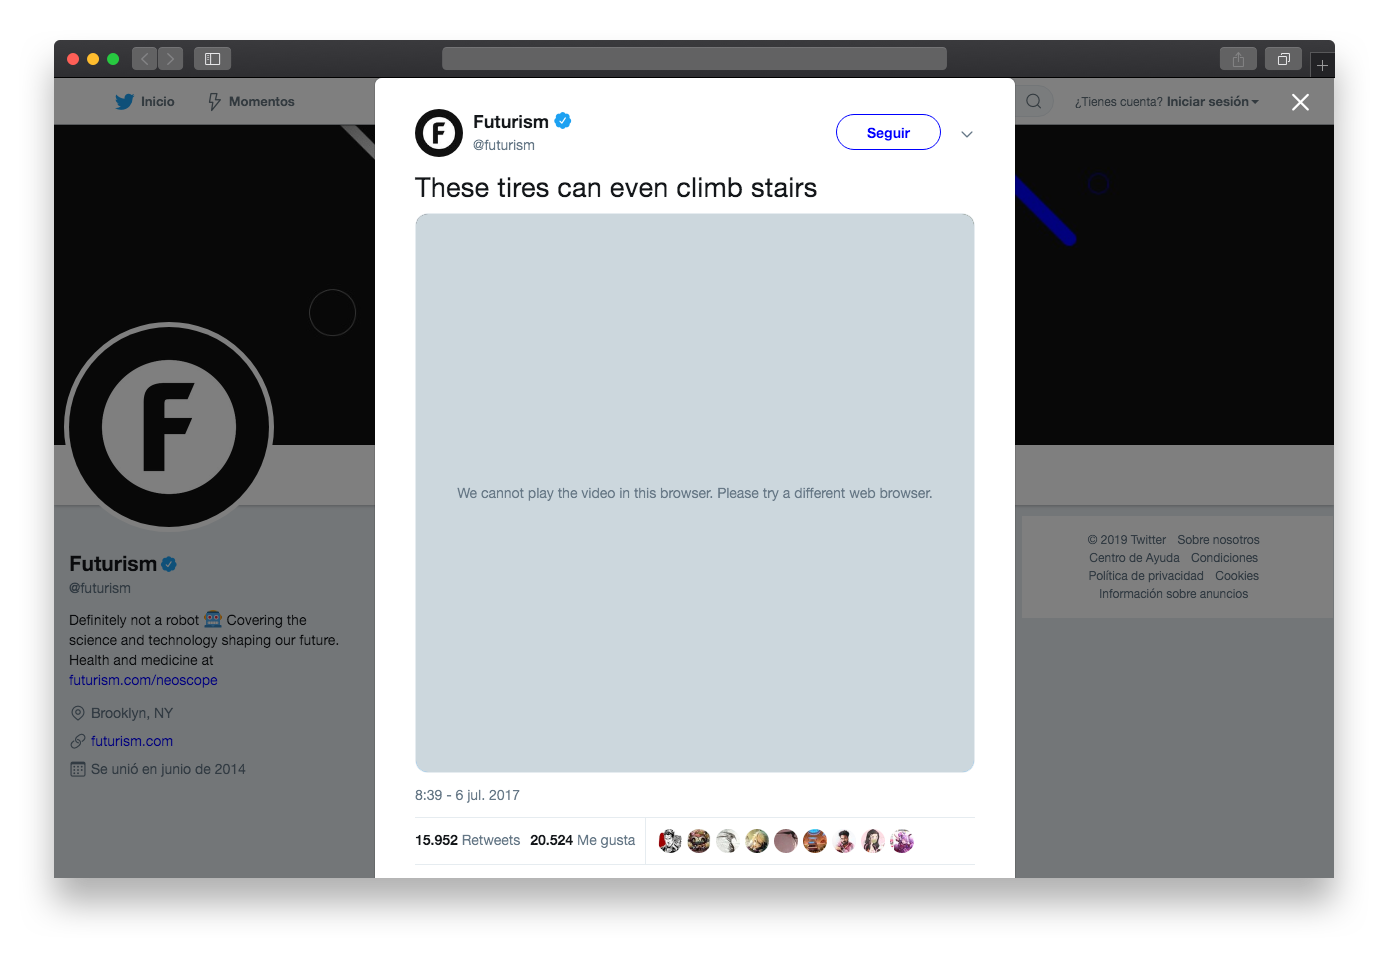 Inicio
Momentos
¿Tienes cuenta? Iniciar sesión
Futurism
@futurism
Seguir
These tires can even climb stairs
We cannot play the video in this browser. Please try a different web browser.
8:39 - 6 jul. 2017
15.952 Retweets 20.524 Me gusta
F
F
Futurism
@futurism
Definitely not a robot 🤖 Covering the
science and technology shaping our future.
Health and medicine at
futurism.com/neoscope
Brooklyn, NY
futurism.com
Se unió en junio de 2014
© 2019 Twitter Sobre nosotros
Centro de Ayuda Condiciones
Política de privacidad Cookies
Información sobre anuncios